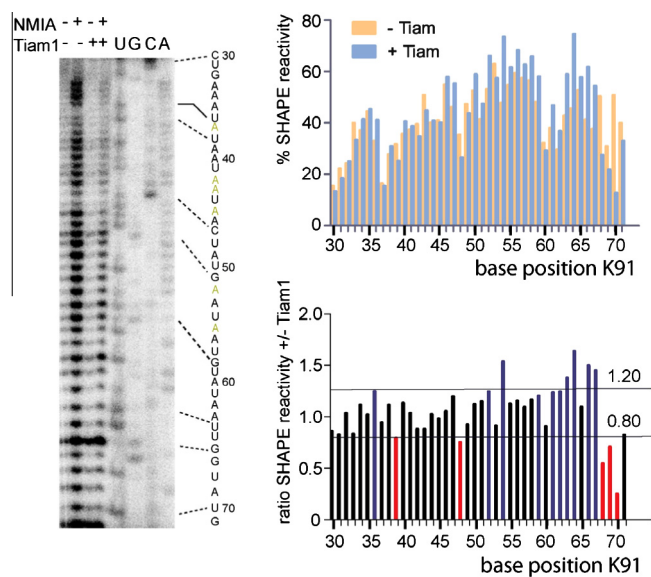 NMIA - + - +
Tiam1 - - + + U G C A
C 30
U
G
A
A
A
U
A
U
A
A 40
U
A
A
U
A
A
C
U
A
U 50
G
A
A
U
A
A
U
G
U
A 60
U
A
A
U
U
G
G
U
A
U 70
G
% SHAPE reactivity
80
60
40
20
0
- Tiam
+ Tiam
30 35 40 45 50 55 60 65 70
base position K91
ratio SHAPE reactivity +/- Tiam1
2.0
1.5
1.0
0.5
0
1.20
0.80
30 35 40 45 50 55 60 65 70
base position K91